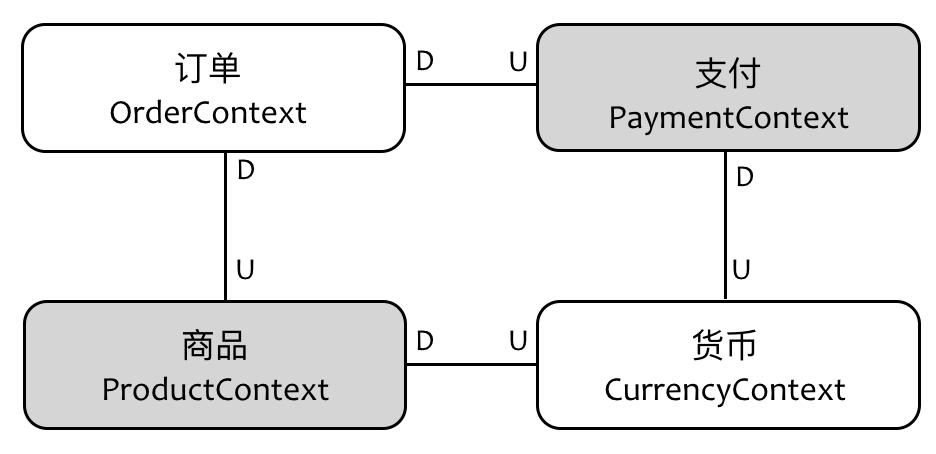 订单
OrderContext
D
U
支付
PaymentContext
D
U
D
U
商品
ProductContext
D
U
货币
CurrencyContext